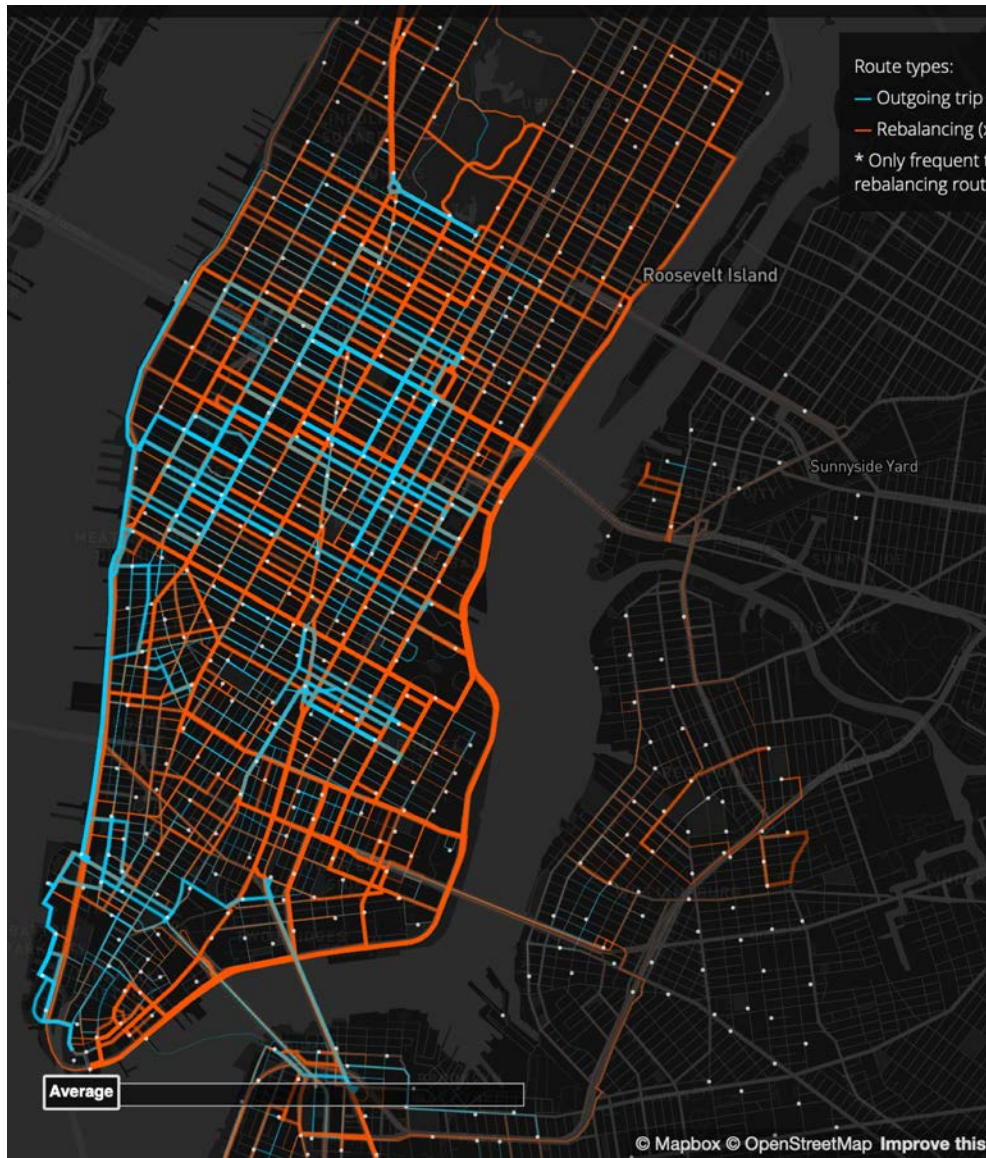 Route types:
Outgoing trip
Rebalancing (x
* Only frequent t
rebalancing rout
Roosevelt Island
Sunnyside Yard
Average
© Mapbox © OpenStreetMap Improve this